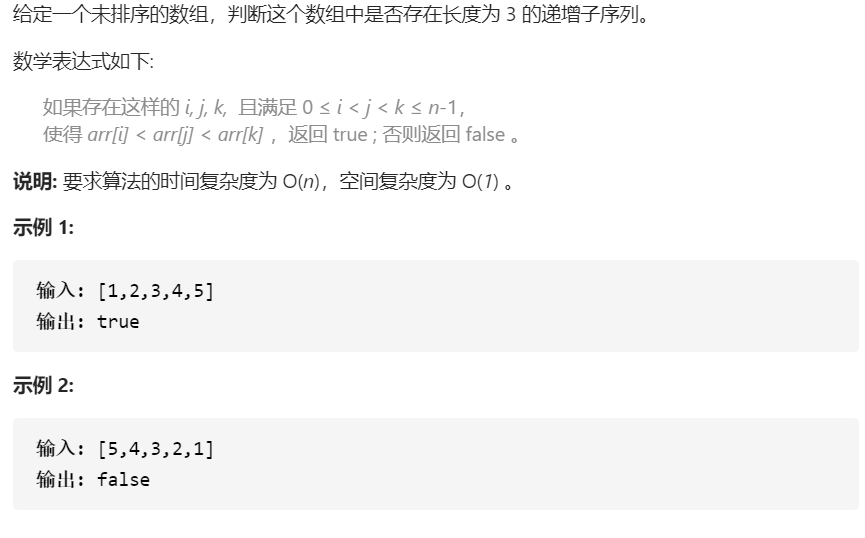 给定一个未排序的数组，判断这个数组中是否存在长度为 3 的递增子序列。
数学表达式如下:
如果存在这样的 i, j, k, 且满足 0 ≤ i < j < k ≤ n-1，
使得 arr[i] < arr[j] < arr[k] ，返回 true ; 否则返回 false 。
说明: 要求算法的时间复杂度为 O(n)，空间复杂度为 O(1) 。
示例 1:
输入: [1,2,3,4,5]
输出: true
示例 2:
输入: [5,4,3,2,1]
输出: false